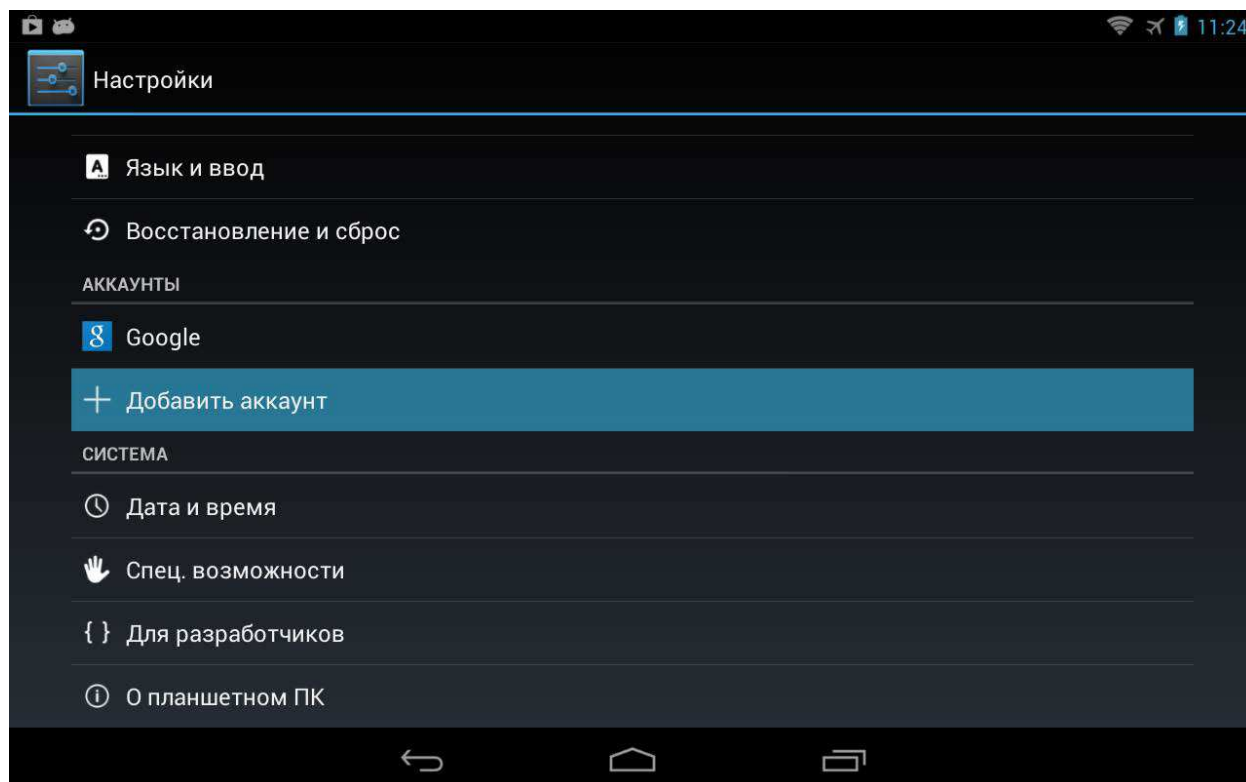 11:24
Настройки
Язык и ввод
Восстановление и сброс
АККАУНТЫ
Google
Добавить аккаунт
СИСТЕМА
Дата и время
Спец. возможности
Для разработчиков
О планшетном ПК